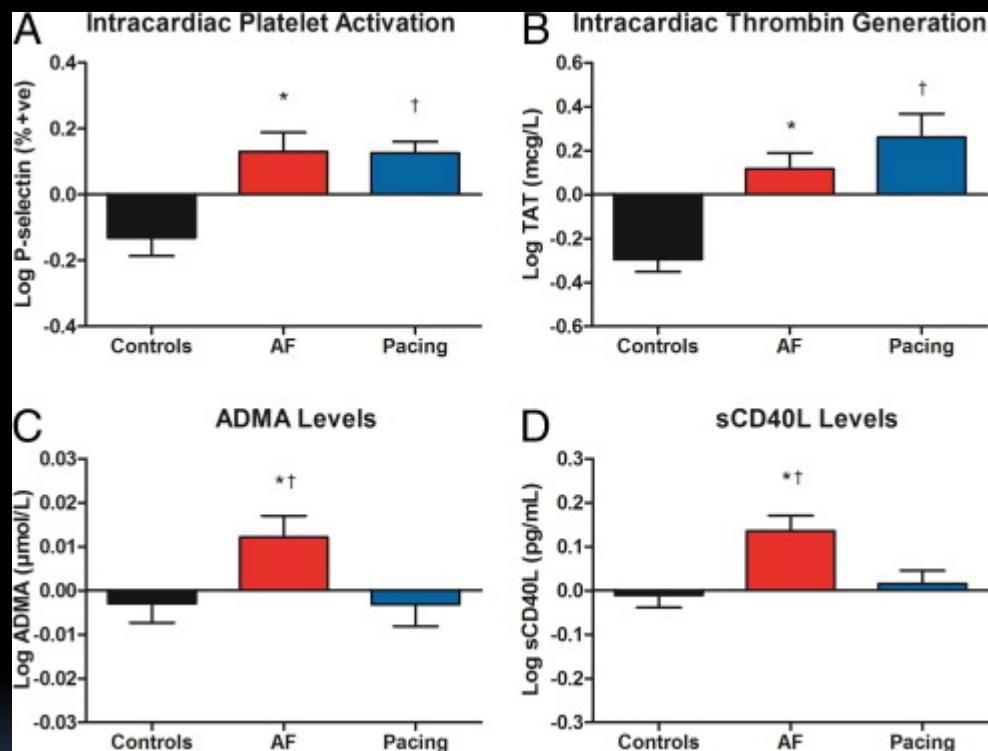 A
Intracardiac Platelet Activation
Log P-selectin (%+ve)
0.4
0.2
0.0
-0.2
-0.4
*
†
Controls AF Pacing
B
Intracardiac Thrombin Generation
Log TAT (mcg/L)
0.6
0.4
0.2
0.0
-0.2
-0.4
-0.6
*
†
Controls AF Pacing
C
ADMA Levels
Log ADMA (µmol/L)
0.03
0.02
0.01
0.00
-0.01
-0.02
-0.03
*†
Controls AF Pacing
D
sCD40L Levels
Log sCD40L (pg/mL)
0.3
0.2
0.1
0.0
-0.1
-0.2
-0.3
*†
Controls AF Pacing